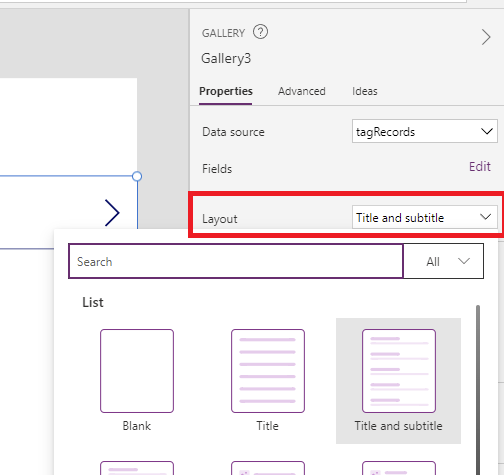 GALLERY ?
Gallery3
Properties Advanced Ideas
Data source tagRecords
Fields Edit
Layout Title and subtitle
Search All
List
Blank Title Title and subtitle